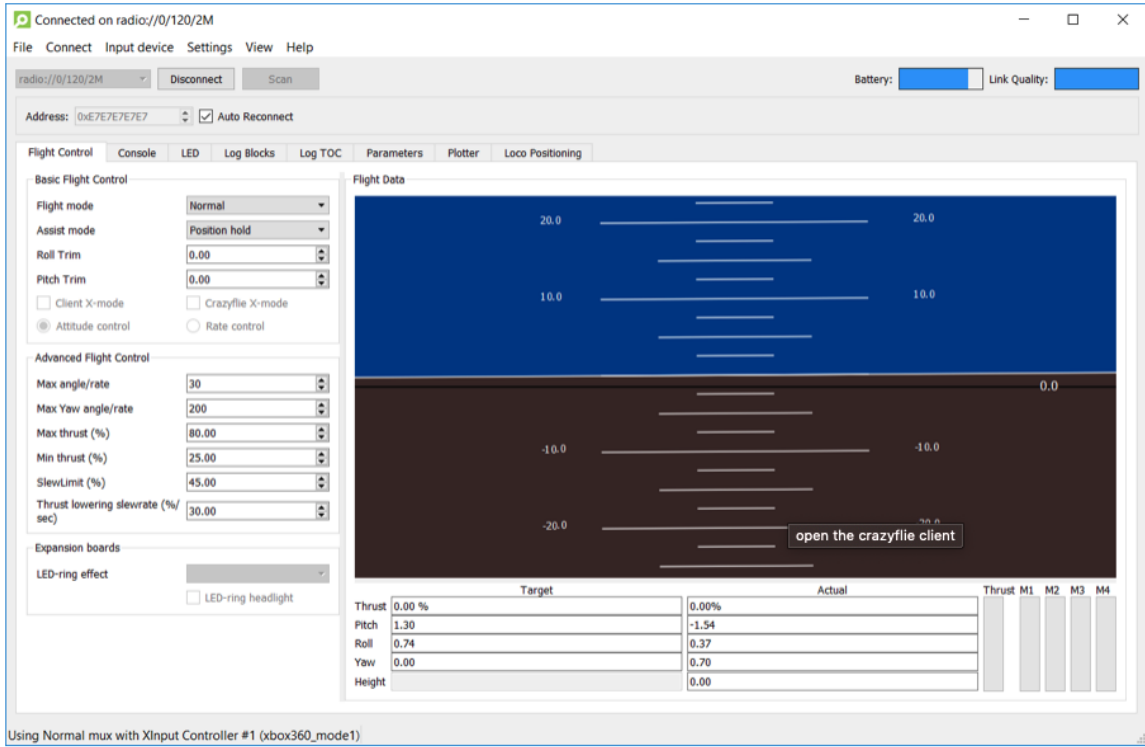 Connected on radio://0/120/2M
File Connect Input device Settings View Help
radio://0/120/2M Disconnect Scan Battery: Link Quality:
Address: 0xE7E7E7E7E7 Auto Reconnect
Flight Control Console LED Log Blocks Log TOC Parameters Plotter Loco Positioning
Basic Flight Control
Flight mode Normal
Assist mode Position hold
Roll Trim 0.00
Pitch Trim 0.00
Client X-mode Crazyflie X-mode
Attitude control Rate control
Advanced Flight Control
Max angle/rate 30
Max Yaw angle/rate 200
Max thrust (%) 80.00
Min thrust (%) 25.00
SlewLimit (%) 45.00
Thrust lowering slewrate (%/
sec) 30.00
Expansion boards
LED-ring effect
LED-ring headlight
Flight Data
20.0 20.0
10.0 10.0
0.0
-10.0 -10.0
-20.0 -20.0
open the crazyflie client
Target Actual Thrust M1 M2 M3 M4
Thrust 0.00 % 0.00%
Pitch 1.30 -1.54
Roll 0.74 0.37
Yaw 0.00 0.70
Height 0.00
Using Normal mux with XInput Controller #1 (xbox360_mode1)